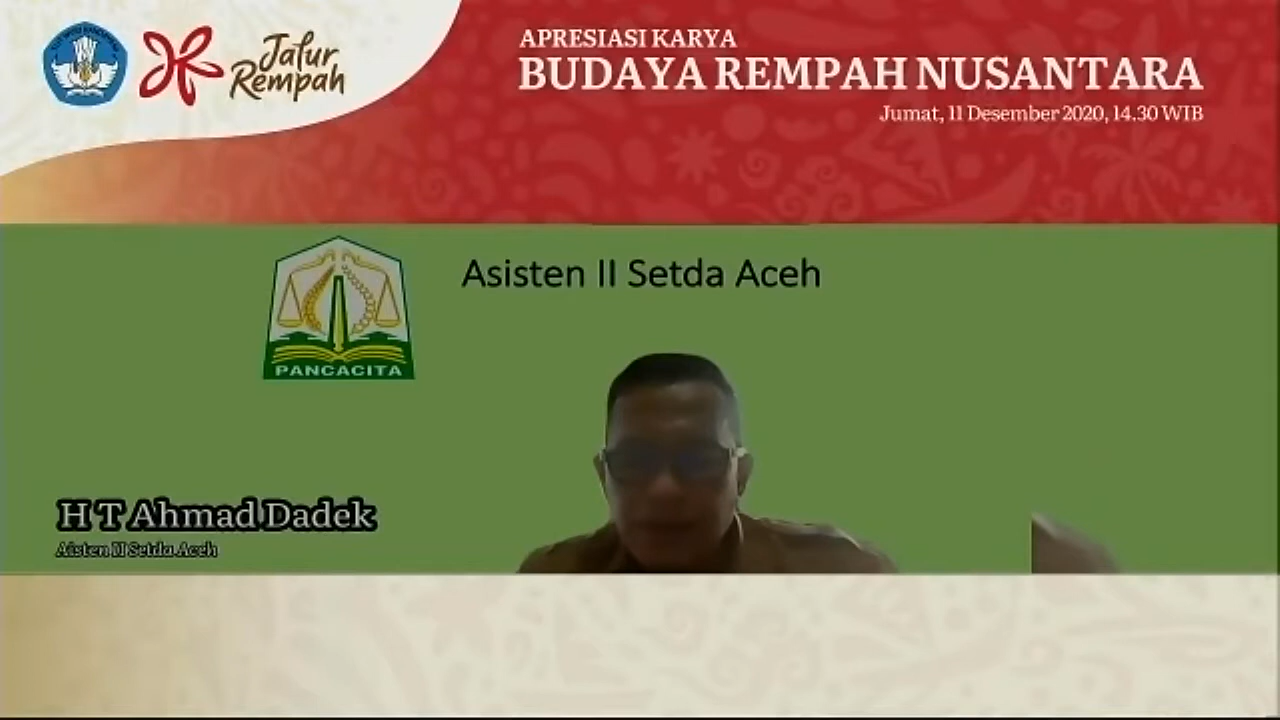 Jalur
Rempah
APRESIASI KARYA
BUDAYA REMPAH NUSANTARA
Jumat, 11 Desember 2020, 14.30 WIB
Asisten II Setda Aceh
PANCACITA
H T Ahmad Dadek
Aisten II Setda Aceh